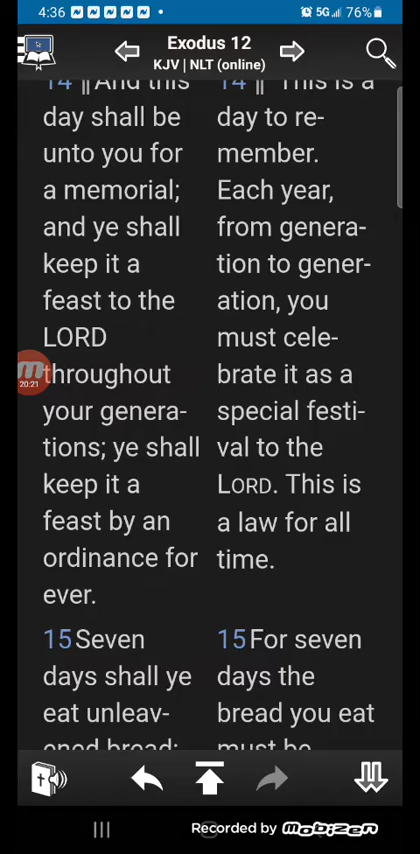 4:36 5G 76%
Exodus 12
KJV | NLT (online)
14 ‖ And this
day shall be
unto you for
a memorial;
and ye shall
keep it a
feast to the
LORD
throughout
your genera-
tions; ye shall
keep it a
feast by an
ordinance for
ever.
15 Seven
days shall ye
eat unleav-
ened bread;
14 ‖ This is a
day to re-
member.
Each year,
from genera-
tion to gener-
ation, you
must cele-
brate it as a
special festi-
val to the
LORD. This is
a law for all
time.
15 For seven
days the
bread you eat
must be
20:21
Recorded by mobizen